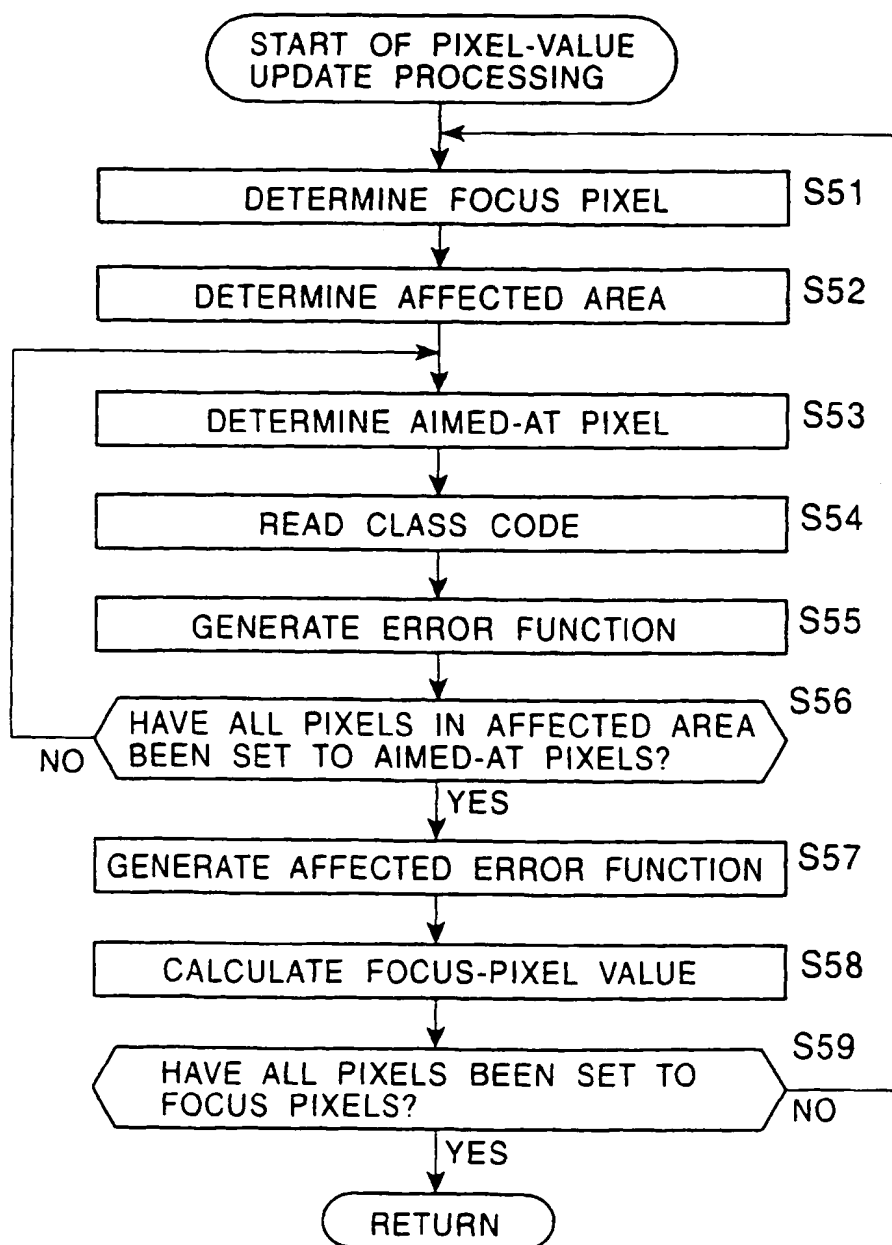 START OF PIXEL-VALUE
UPDATE PROCESSING
DETERMINE FOCUS PIXEL
S51
DETERMINE AFFECTED AREA
S52
DETERMINE AIMED-AT PIXEL
S53
READ CLASS CODE
S54
GENERATE ERROR FUNCTION
S55
HAVE ALL PIXELS IN AFFECTED AREA
BEEN SET TO AIMED-AT PIXELS?
S56
NO
YES
GENERATE AFFECTED ERROR FUNCTION
S57
CALCULATE FOCUS-PIXEL VALUE
S58
HAVE ALL PIXELS BEEN SET TO
FOCUS PIXELS?
S59
NO
YES
RETURN